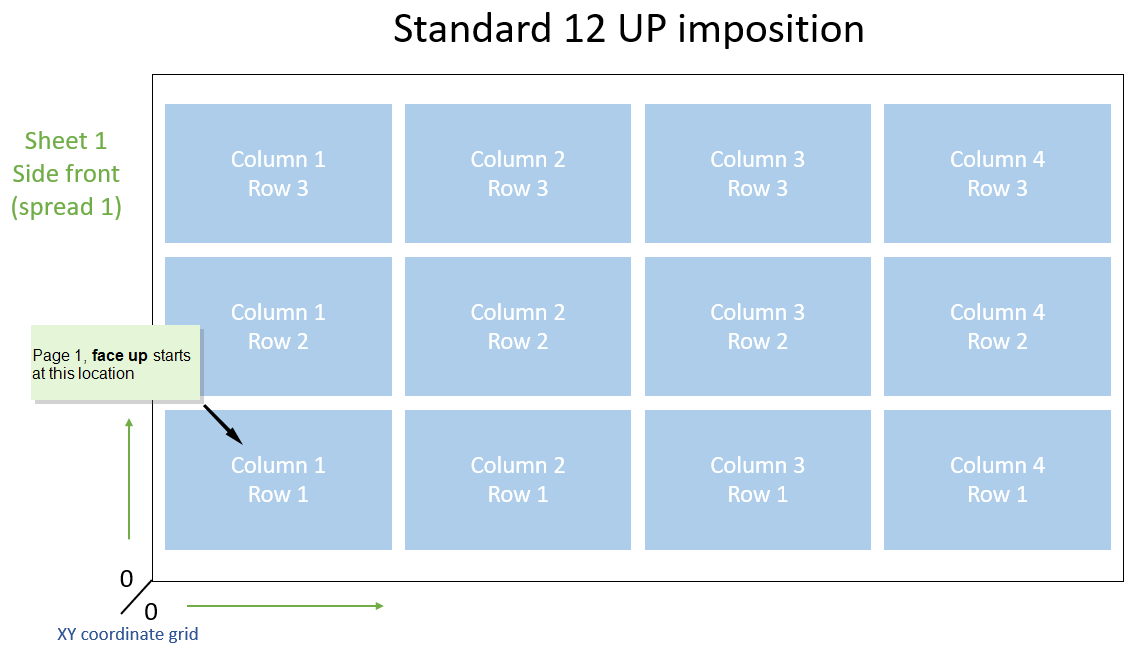 Standard 12 UP imposition
Sheet 1
Side front
(spread 1)
Column 1
Row 3
Column 2
Row 3
Column 3
Row 3
Column 4
Row 3
Column 1
Row 2
Column 2
Row 2
Column 3
Row 2
Column 4
Row 2
Page 1, face up starts
at this location
Column 1
Row 1
Column 2
Row 1
Column 3
Row 1
Column 4
Row 1
0
0
XY coordinate grid